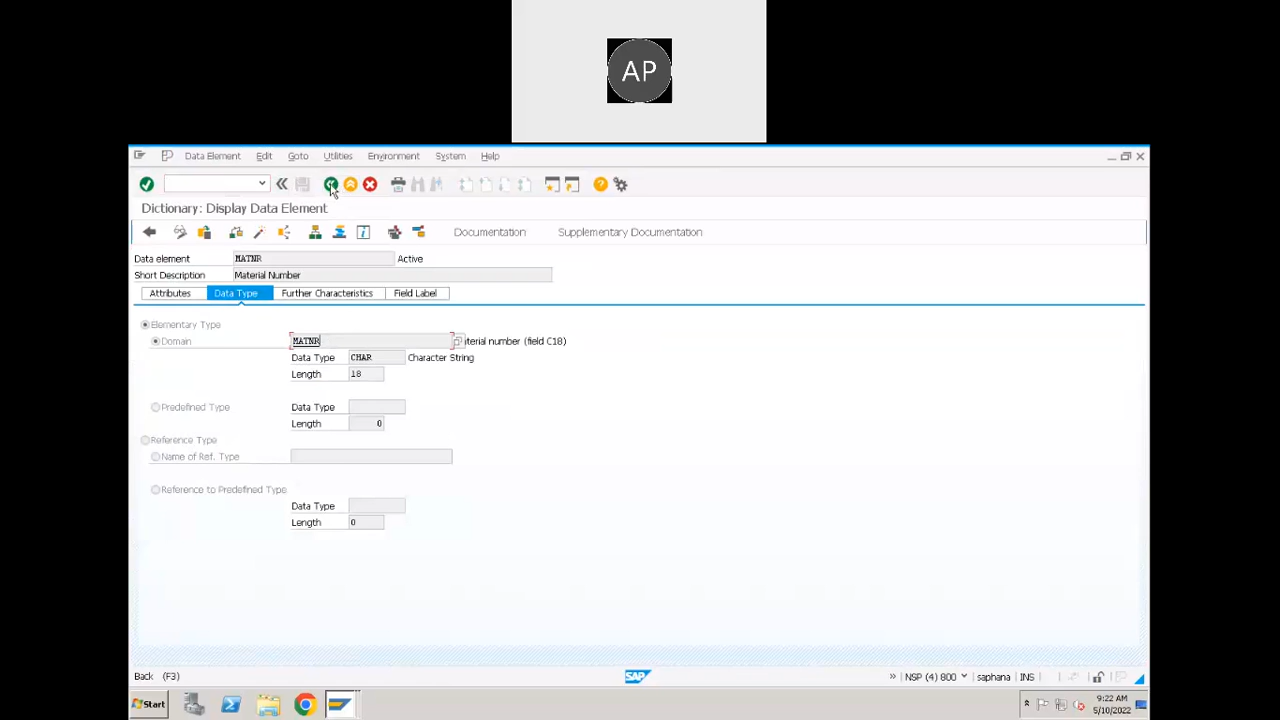 AP
Data Element Edit Goto Utilities Environment System Help
Dictionary: Display Data Element
Documentation Supplementary Documentation
Data element MATNR Active
Short Description Material Number
Attributes Data Type Further Characteristics Field Label
Elementary Type
Domain MATNR terial number (field C18)
Data Type CHAR Character String
Length 18
Predefined Type Data Type
Length 0
Reference Type
Name of Ref. Type
Reference to Predefined Type
Data Type
Length 0
Back (F3) SAP » NSP (4) 800 saphana INS
Start 9:22 AM
5/10/2022